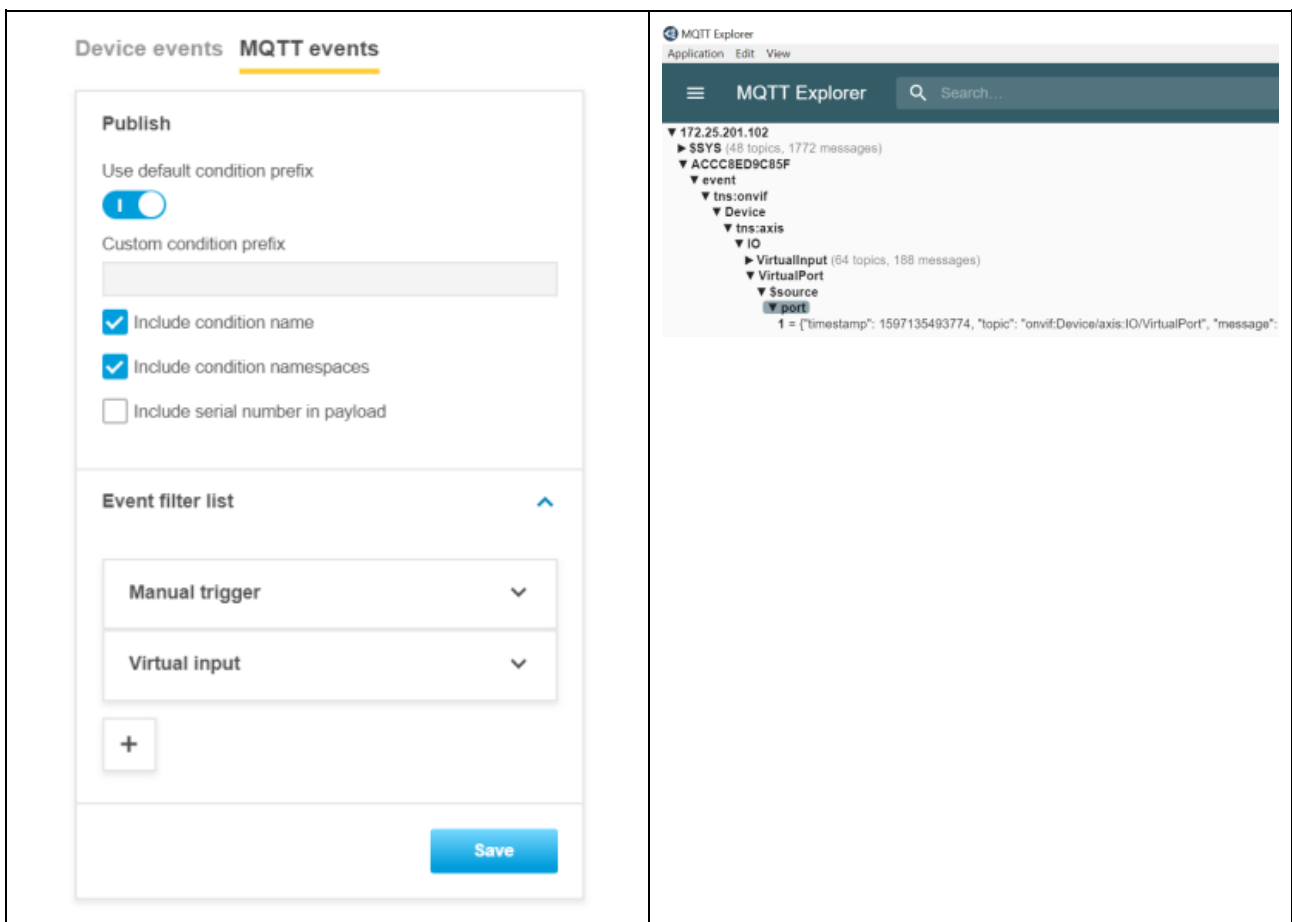 Device events MQTT events
Publish
Use default condition prefix
Custom condition prefix
Include condition name
Include condition namespaces
Include serial number in payload
Event filter list
Manual trigger
Virtual input
+
Save
MQTT Explorer
Application Edit View
MQTT Explorer Search...
172.25.201.102
$SYS (48 topics, 1772 messages)
ACCC8ED9C85F
event
tns:onvif
Device
tns:axis
IO
VirtualInput (64 topics, 188 messages)
VirtualPort
$source
port
1 = {"timestamp": 1597135493774, "topic": "onvif:Device/axis:IO/VirtualPort", "message":